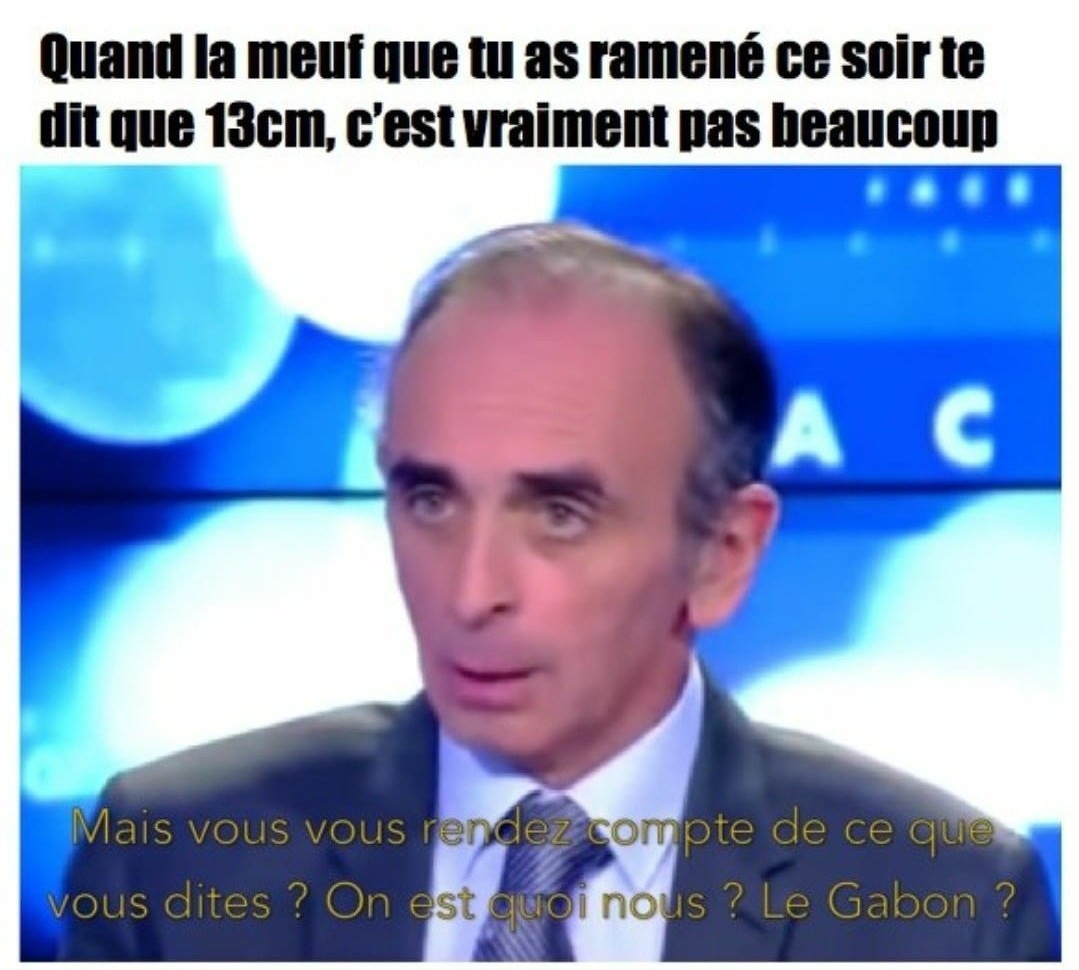 Quand la meuf que tu as ramené ce soir te
dit que 13cm, c'est vraiment pas beaucoup
FACE
A C
Mais vous vous rendez compte de ce que
vous dites ? On est quoi nous ? Le Gabon ?